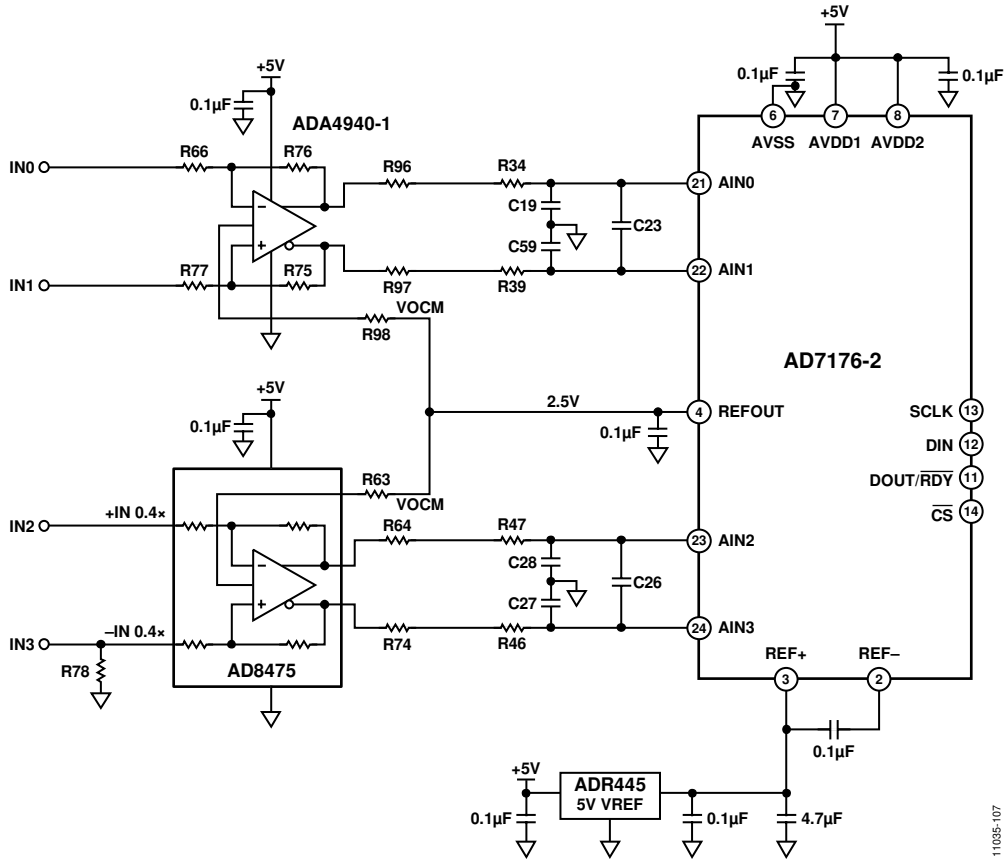 +5V
0.1µF
0.1µF
+5V
0.1µF
ADA4940-1
6
7
8
AVSS
AVDD1
AVDD2
IN0
R66
R76
R96
R34
21
AIN0
C19
C23
C59
IN1
R77
R75
R97
R39
22
AIN1
VOCM
R98
AD7176-2
+5V
0.1µF
2.5V
4
REFOUT
0.1µF
SCLK
13
DIN
12
DOUT/RDY
11
CS
14
R63
VOCM
IN2
+IN 0.4×
R64
R47
23
AIN2
C28
C26
C27
IN3
–IN 0.4×
R74
R46
24
AIN3
R78
AD8475
REF+
REF–
3
2
0.1µF
+5V
ADR445
5V VREF
0.1µF
0.1µF
4.7µF
11035-107